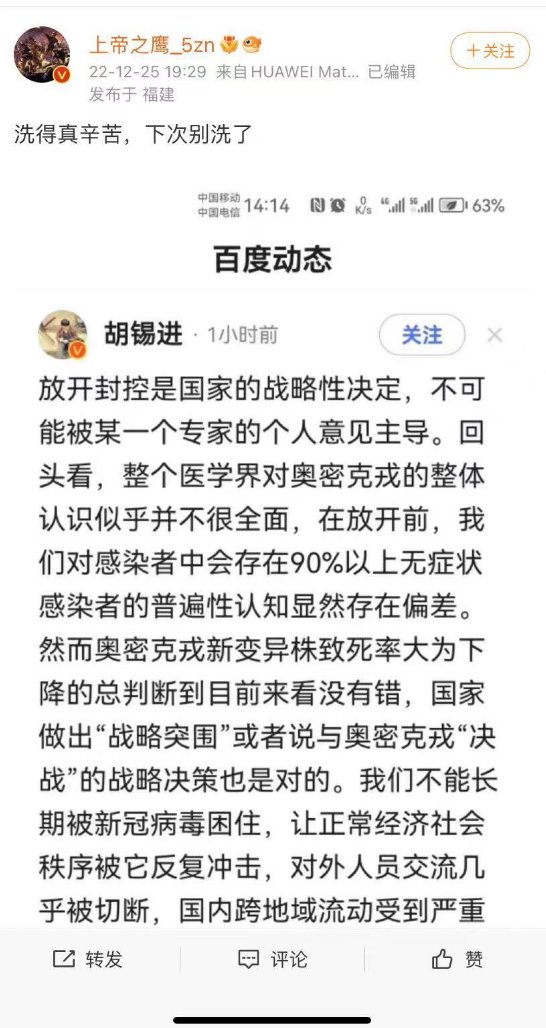 上帝之鹰_5zn
22-12-25 19:29 来自HUAWEI Mat... 已编辑
发布于 福建
+关注
洗得真辛苦，下次别洗了
中国移动
中国电信
14:14
0
K/s
4G
5G
63%
百度动态
胡锡进 · 1小时前
关注
放开封控是国家的战略性决定，不可
能被某一个专家的个人意见主导。回
头看，整个医学界对奥密克戎的整体
认识似乎并不很全面，在放开前，我
们对感染者中会存在90%以上无症状
感染者的普遍性认知显然存在偏差。
然而奥密克戎新变异株致死率大为下
降的总判断到目前来看没有错，国家
做出“战略突围”或者说与奥密克戎“决
战”的战略决策也是对的。我们不能长
期被新冠病毒困住，让正常经济社会
秩序被它反复冲击，对外人员交流几
乎被切断，国内跨地域流动受到严重
转发
评论
赞